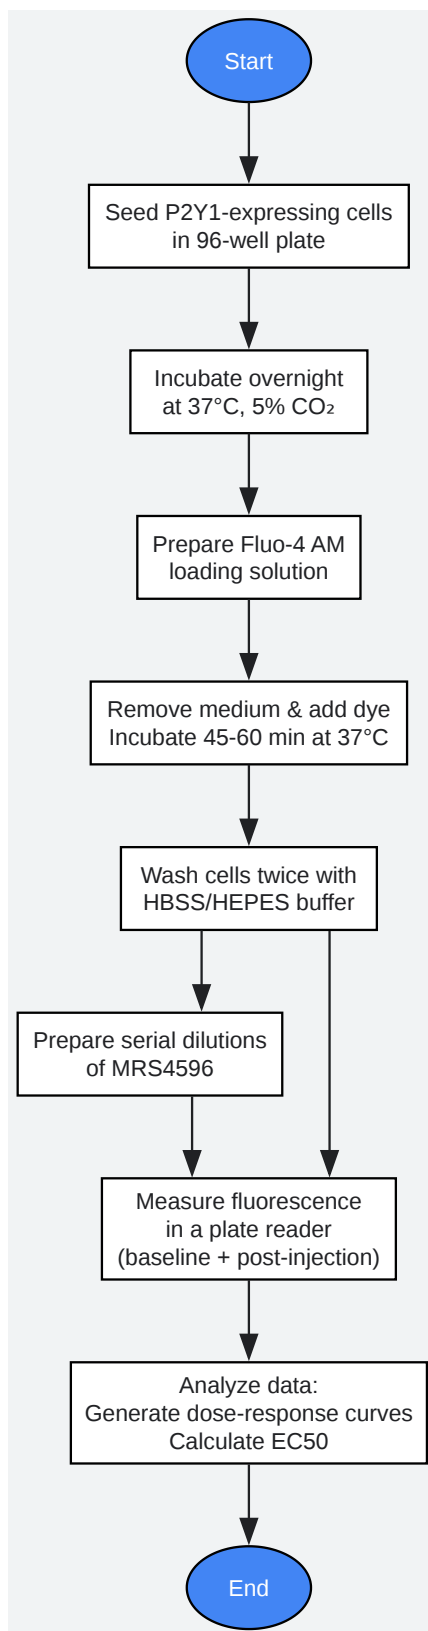 Start
Seed P2Y1-expressing cells
in 96-well plate
Incubate overnight
at 37°C, 5% CO₂
Prepare Fluo-4 AM
loading solution
Remove medium & add dye
Incubate 45-60 min at 37°C
Wash cells twice with
HBSS/HEPES buffer
Prepare serial dilutions
of MRS4596
Measure fluorescence
in a plate reader
(baseline + post-injection)
Analyze data:
Generate dose-response curves
Calculate EC50
End